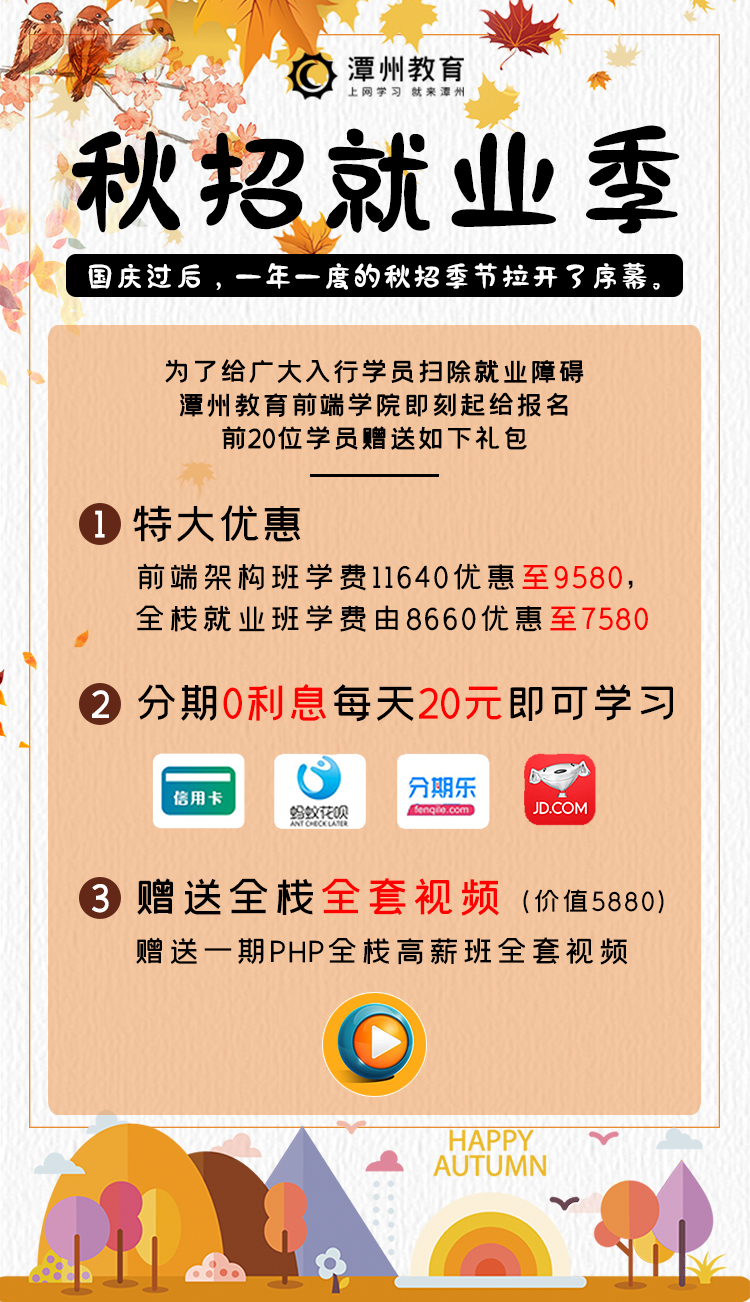 潭州教育
上网学习 就来潭州
秋招就业季
国庆过后，一年一度的秋招季节拉开了序幕。
为了给广大入行学员扫除就业障碍
潭州教育前端学院即刻起给报名
前20位学员赠送如下礼包
1 特大优惠
前端架构班学费11640优惠至9580，
全栈就业班学费由8660优惠至7580
2 分期0利息每天20元即可学习
信用卡
蚂蚁花呗
ANT CHECK LATER
分期乐
fenqile.com
JD.COM
3 赠送全栈全套视频（价值5880）
赠送一期PHP全栈高薪班全套视频
HAPPY
AUTUMN